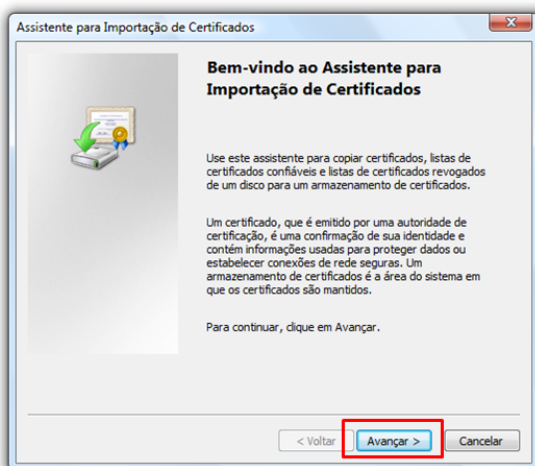 Assistente para Importação de Certificados
Bem-vindo ao Assistente para
Importação de Certificados
Use este assistente para copiar certificados, listas de
certificados confiáveis e listas de certificados revogados
de um disco para um armazenamento de certificados.
Um certificado, que é emitido por uma autoridade de
certificação, é uma confirmação de sua identidade e
contém informações usadas para proteger dados ou
estabelecer conexões de rede seguras. Um
armazenamento de certificados é a área do sistema em
que os certificados são mantidos.
Para continuar, clique em Avançar.
< Voltar Avançar > Cancelar